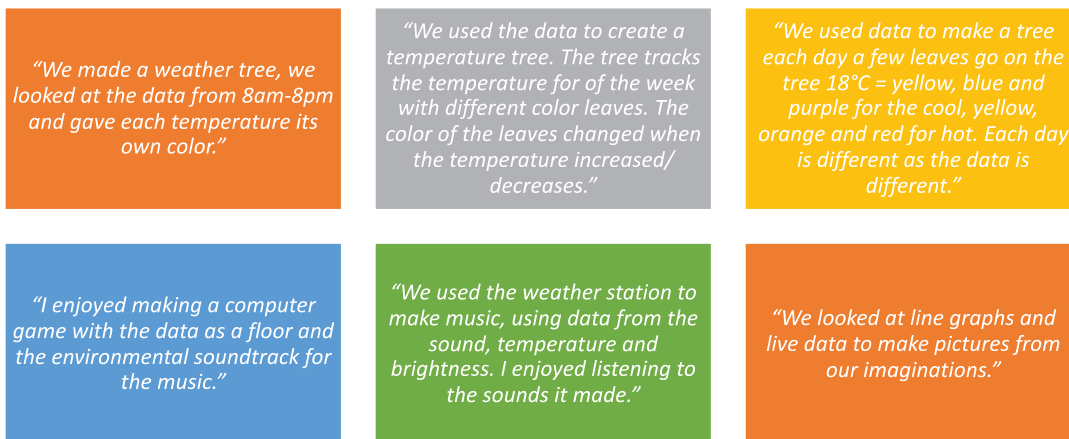 “We made a weather tree, we
looked at the data from 8am-8pm
and gave each temperature its
own color.”
“We used the data to create a
temperature tree. The tree tracks
the temperature for of the week
with different color leaves. The
color of the leaves changed when
the temperature increased/
decreases.”
“We used data to make a tree
each day a few leaves go on the
tree 18°C = yellow, blue and
purple for the cool, yellow,
orange and red for hot. Each day
is different as the data is
different.”
“I enjoyed making a computer
game with the data as a floor and
the environmental soundtrack for
the music.”
“We used the weather station to
make music, using data from the
sound, temperature and
brightness. I enjoyed listening to
the sounds it made.”
“We looked at line graphs and
live data to make pictures from
our imaginations.”